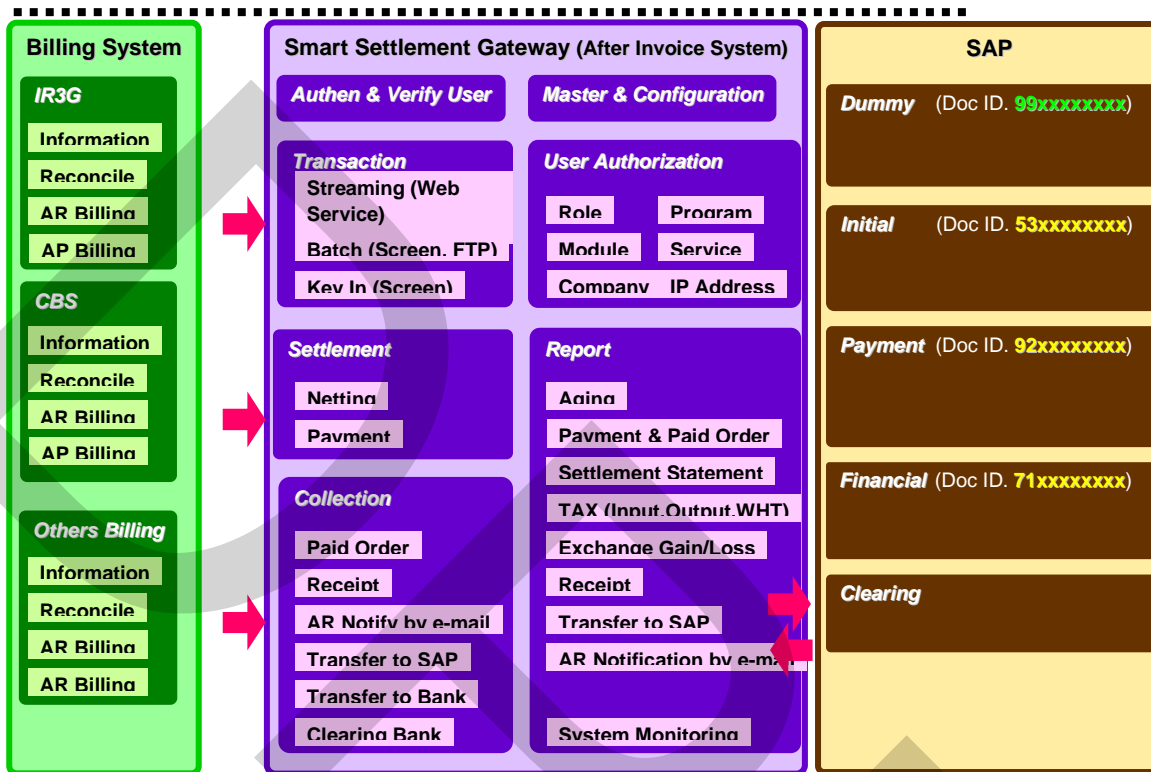 Billing System
IR3G
Information
Reconcile
AR Billing
AP Billing
CBS
Information
Reconcile
AR Billing
AP Billing
Others Billing
Information
Reconcile
AR Billing
AR Billing
Smart Settlement Gateway (After Invoice System)
Authen & Verify User
Master & Configuration
Transaction
Streaming (Web
Service)
Batch (Screen, FTP)
Key In (Screen)
User Authorization
Role Program
Module Service
Company IP Address
Settlement
Netting
Payment
Collection
Paid Order
Receipt
AR Notify by e-mail
Transfer to SAP
Transfer to Bank
Clearing Bank
Report
Aging
Payment & Paid Order
Settlement Statement
TAX (Input,Output,WHT)
Exchange Gain/Loss
Receipt
Transfer to SAP
AR Notification by e-mail
System Monitoring
SAP
Dummy (Doc ID. 99xxxxxxxx)
Initial (Doc ID. 53xxxxxxxx)
Payment (Doc ID. 92xxxxxxxx)
Financial (Doc ID. 71xxxxxxxx)
Clearing